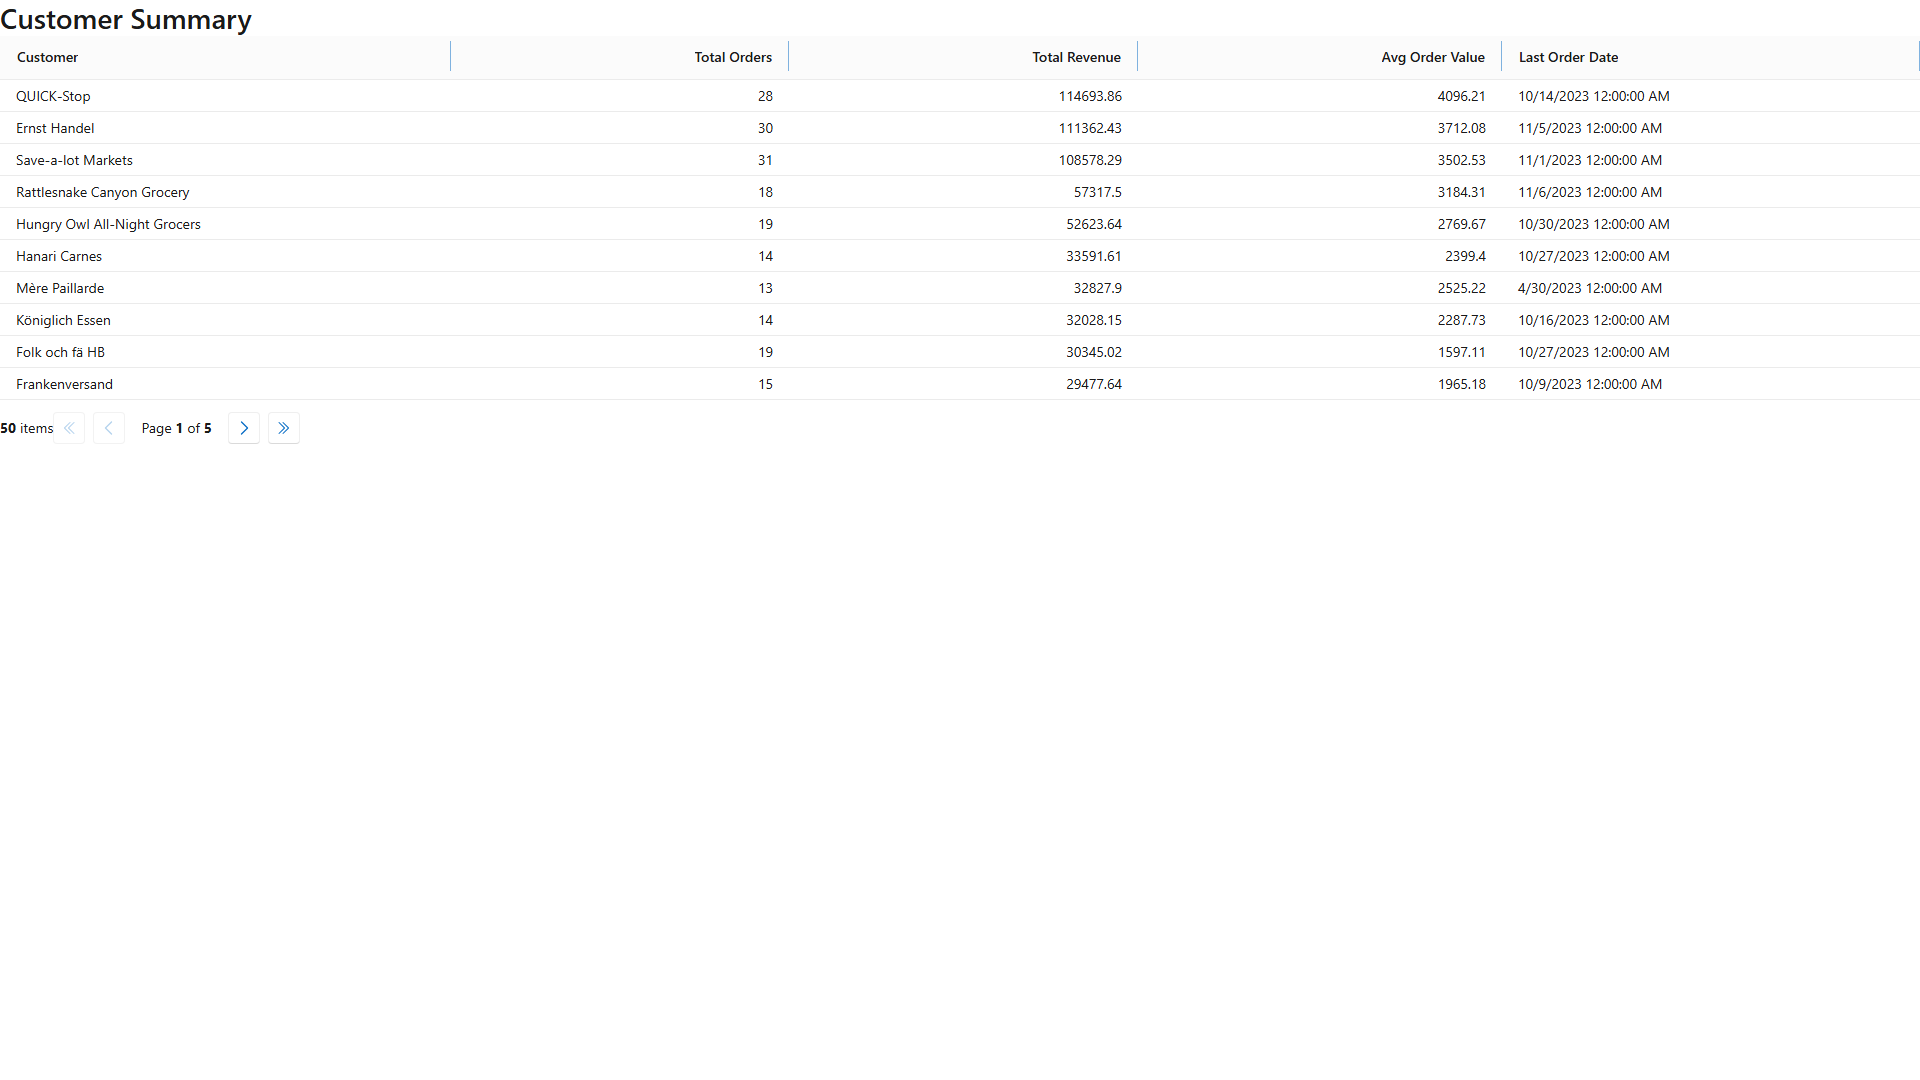 Customer Summary
Customer Total Orders Total Revenue Avg Order Value Last Order Date
QUICK-Stop 28 114693.86 4096.21 10/14/2023 12:00:00 AM
Ernst Handel 30 111362.43 3712.08 11/5/2023 12:00:00 AM
Save-a-lot Markets 31 108578.29 3502.53 11/1/2023 12:00:00 AM
Rattlesnake Canyon Grocery 18 57317.5 3184.31 11/6/2023 12:00:00 AM
Hungry Owl All-Night Grocers 19 52623.64 2769.67 10/30/2023 12:00:00 AM
Hanari Carnes 14 33591.61 2399.4 10/27/2023 12:00:00 AM
Mère Paillarde 13 32827.9 2525.22 4/30/2023 12:00:00 AM
Königlich Essen 14 32028.15 2287.73 10/16/2023 12:00:00 AM
Folk och fä HB 19 30345.02 1597.11 10/27/2023 12:00:00 AM
Frankenversand 15 29477.64 1965.18 10/9/2023 12:00:00 AM
50 items Page 1 of 5